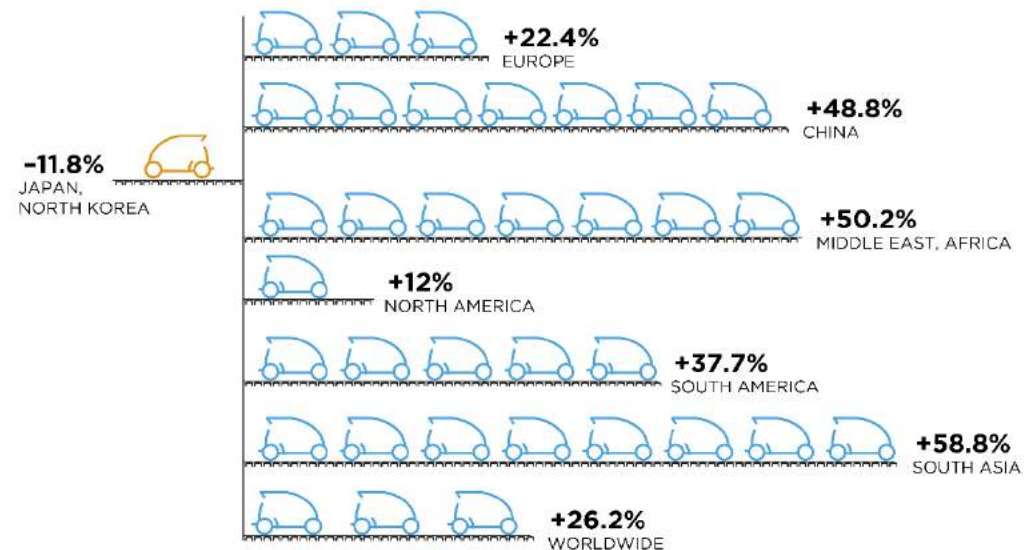 +22.4%
EUROPE
+48.8%
CHINA
-11.8%
JAPAN,
NORTH KOREA
+50.2%
MIDDLE EAST, AFRICA
+12%
NORTH AMERICA
+37.7%
SOUTH AMERICA
+58.8%
SOUTH ASIA
+26.2%
WORLDWIDE